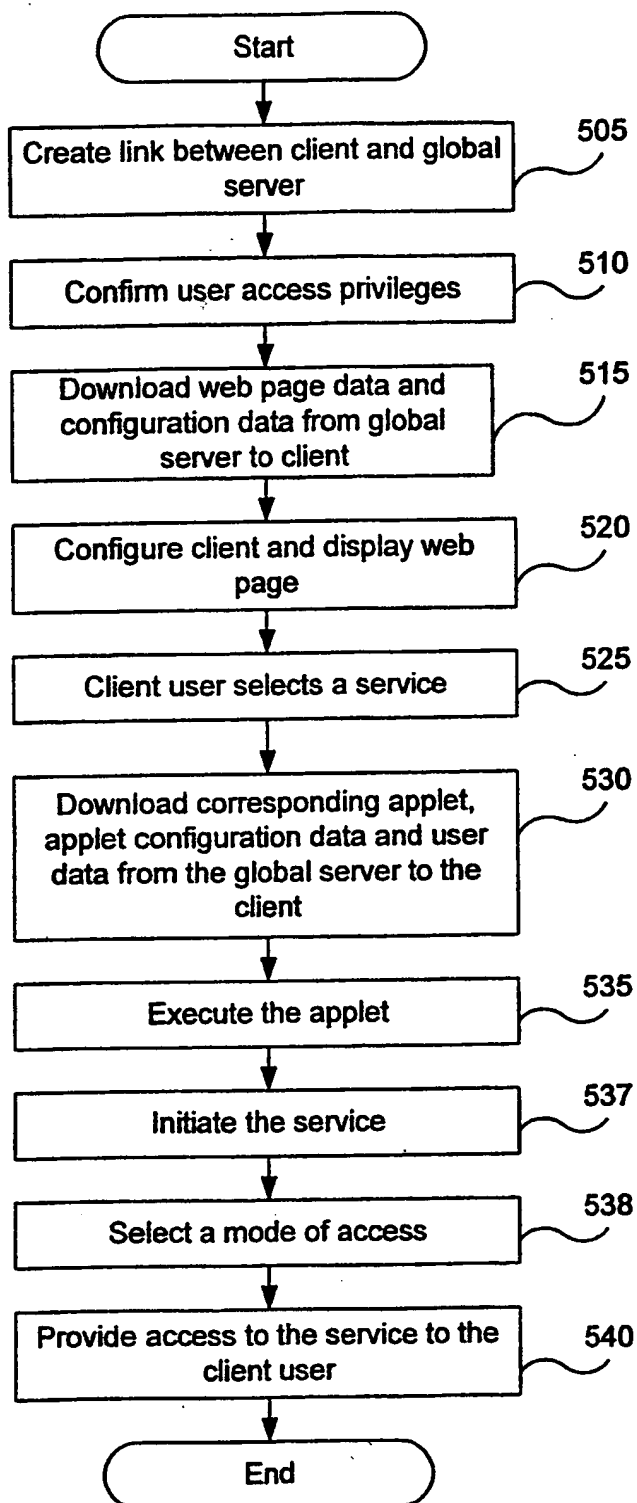 Start
Create link between client and global
server
505
Confirm user access privileges
510
Download web page data and
configuration data from global
server to client
515
Configure client and display web
page
520
Client user selects a service
525
Download corresponding applet,
applet configuration data and user
data from the global server to the
client
530
Execute the applet
535
Initiate the service
537
Select a mode of access
538
Provide access to the service to the
client user
540
End